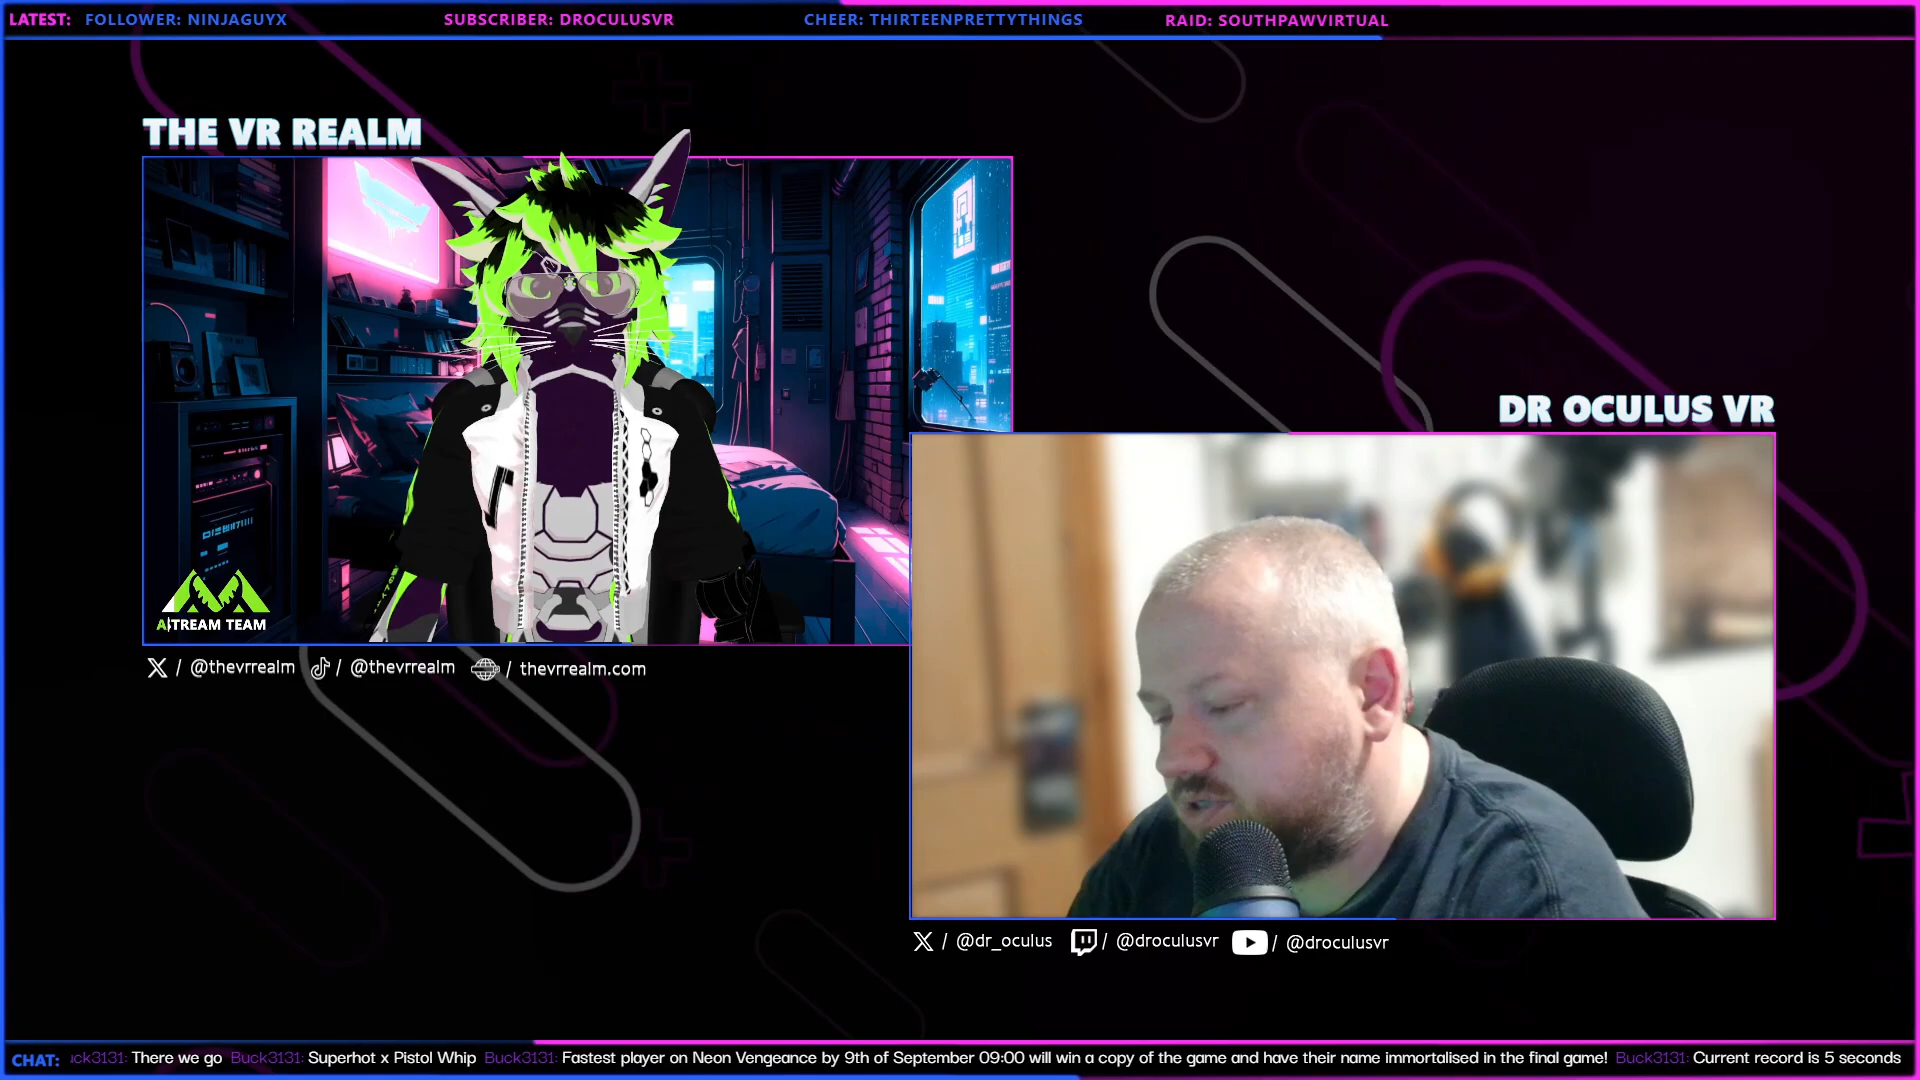 LATEST: FOLLOWER: NINJAGUYX SUBSCRIBER: DROCULUSVR CHEER: THIRTEENPRETTYTHINGS RAID: SOUTHPAWVIRTUAL
THE VR REALM
TREAM TEAM
/ @thevrrealm / @thevrrealm / thevrrealm.com
DR OCULUS VR
/ @dr_oculus / @droculusvr / @droculusvr
CHAT: ck3131: There we go Buck3131: Superhot x Pistol Whip Buck3131: Fastest player on Neon Vengeance by 9th of September 09:00 will win a copy of the game and have their name immortalised in the final game! Buck3131: Current record is 5 seconds